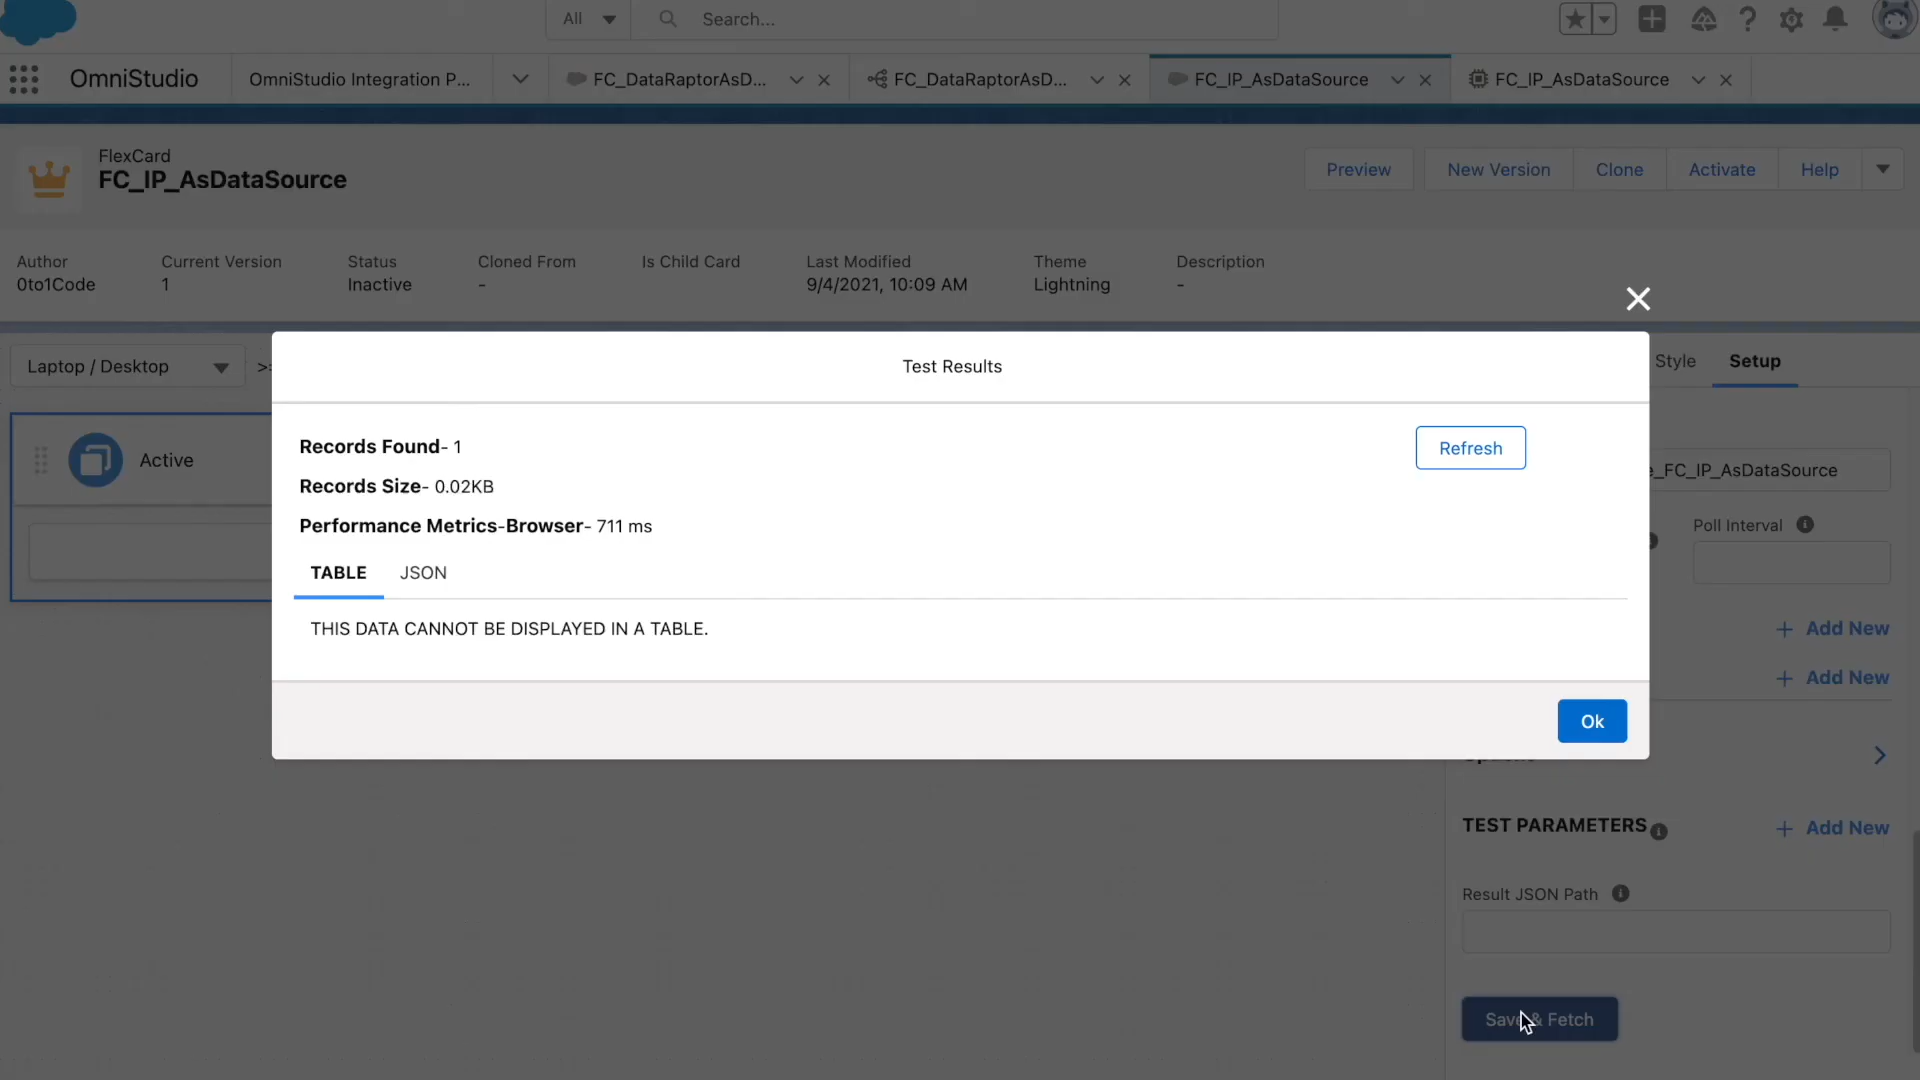 All
Search...
OmniStudio
OmniStudio Integration P...
FC_DataRaptorAsD...
FC_DataRaptorAsD...
FC_IP_AsDataSource
FC_IP_AsDataSource
FlexCard
FC_IP_AsDataSource
Preview
New Version
Clone
Activate
Help
Author
Current Version
Status
Cloned From
Is Child Card
Last Modified
Theme
Description
0to1Code
1
Inactive
-
9/4/2021, 10:09 AM
Lightning
-
Laptop / Desktop
Test Results
Style
Setup
Records Found- 1
Refresh
Active
_FC_IP_AsDataSource
Records Size- 0.02KB
Performance Metrics-Browser- 711 ms
Poll Interval
TABLE
JSON
THIS DATA CANNOT BE DISPLAYED IN A TABLE.
+ Add New
+ Add New
Ok
TEST PARAMETERS
+ Add New
Result JSON Path
Save & Fetch